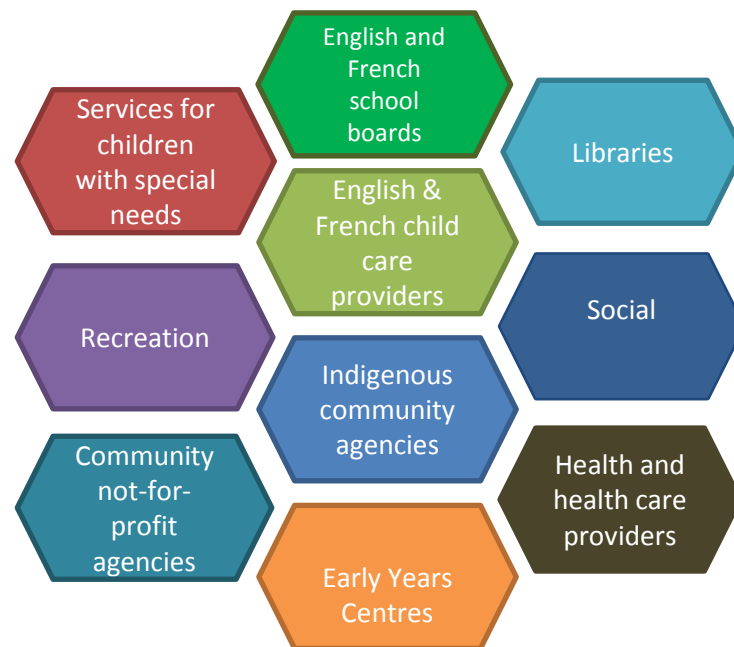 English and
French
school
boards
Services for
children
with special
needs
Libraries
English &
French child
care
providers
Recreation
Social
Indigenous
community
agencies
Community
not-for-
profit
agencies
Health and
health care
providers
Early Years
Centres